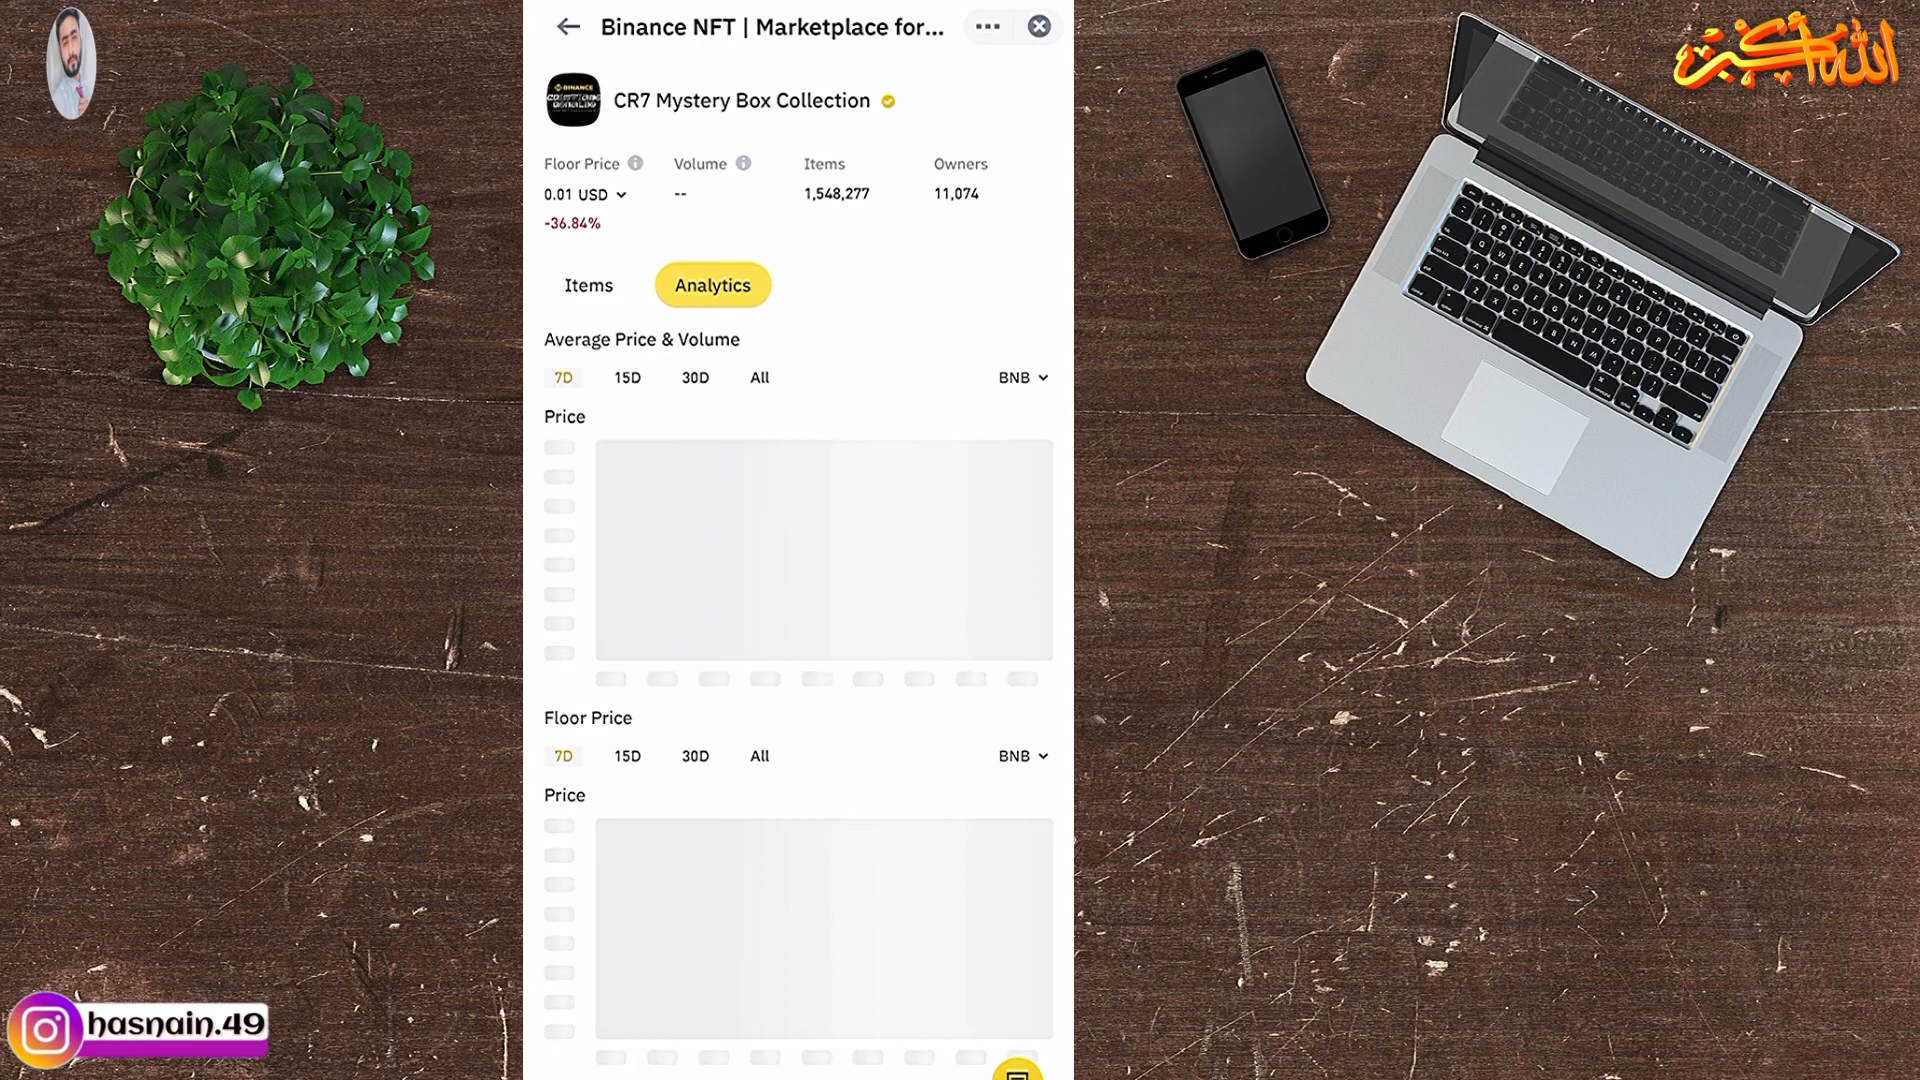 Binance NFT | Marketplace for...
الله أكبر
BINANCE
CR7 Mystery Box Collection
Floor Price
Volume
Items
Owners
0.01 USD
--
1,548,277
11,074
-36.84%
Items
Analytics
Average Price & Volume
7D
15D
30D
All
BNB
Price
Floor Price
7D
15D
30D
All
BNB
Price
hasnain.49